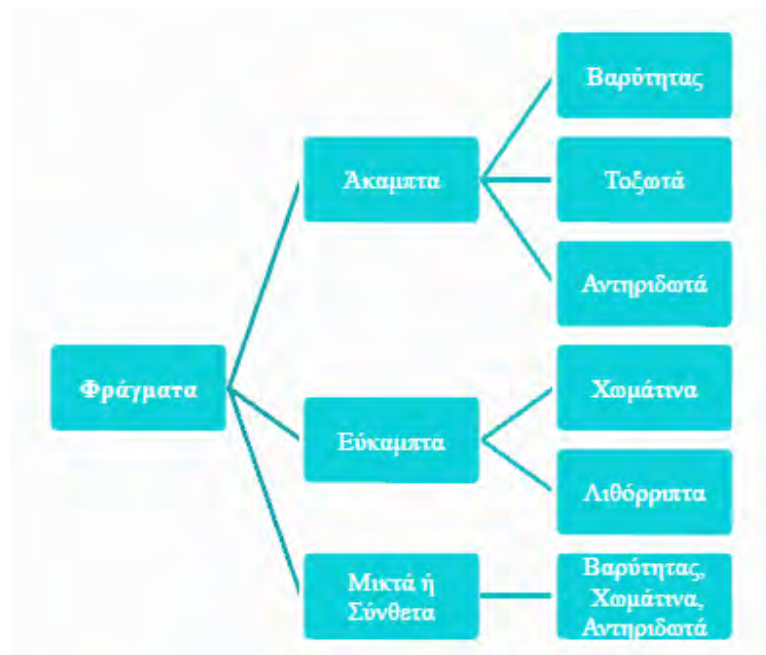 Φράγματα
Άκαμπτα
Βαρύτητας
Τοξωτά
Αντηριδωτά
Εύκαμπτα
Χωμάτινα
Λιθόρριπτα
Μικτά ή
Σύνθετα
Βαρύτητας,
Χωμάτινα,
Αντηριδωτά